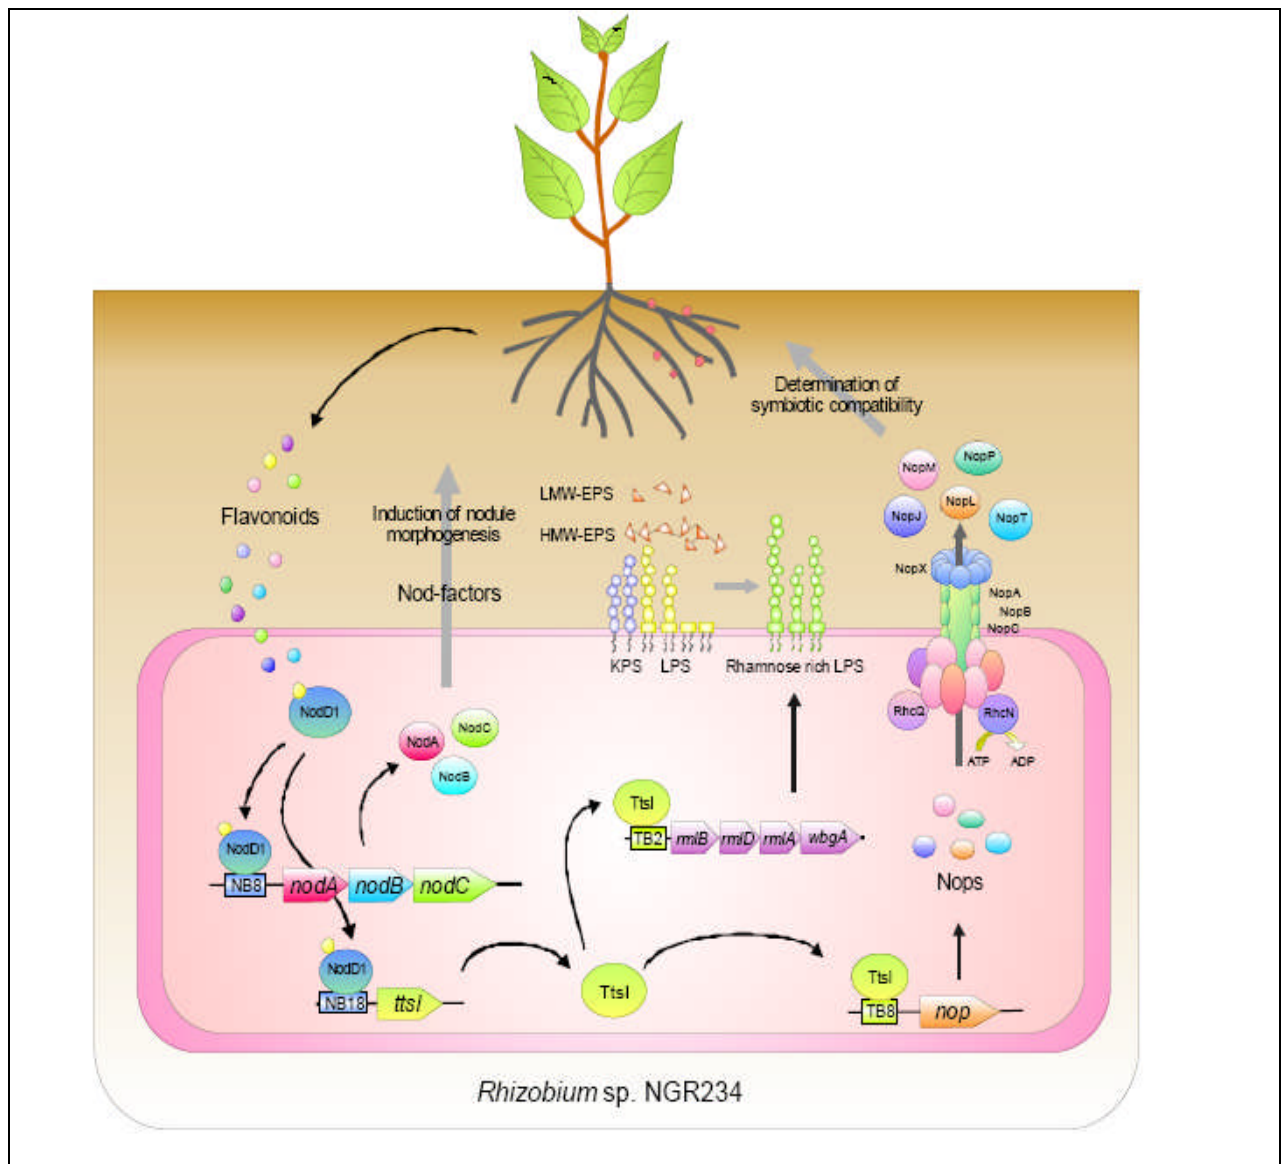 Determination of
symbiotic compatibility
NopM
NopP
NopL
NopJ
NopT
LMW-EPS
HMW-EPS
Flavonoids
Induction of nodule
morphogenesis
Nod-factors
NopX
NopA
NopB
NopC
KPS
LPS
Rhamnose rich LPS
RhcQ
RhcN
ATP
ADP
NodD1
NodA
NodC
NodB
TtsI
TB2
rmlB
rmlD
rmlA
wbgA
NodD1
NB8
nodA
nodB
nodC
Nops
NodD1
NB18
ttsI
TtsI
TtsI
TB8
nop
Rhizobium sp. NGR234